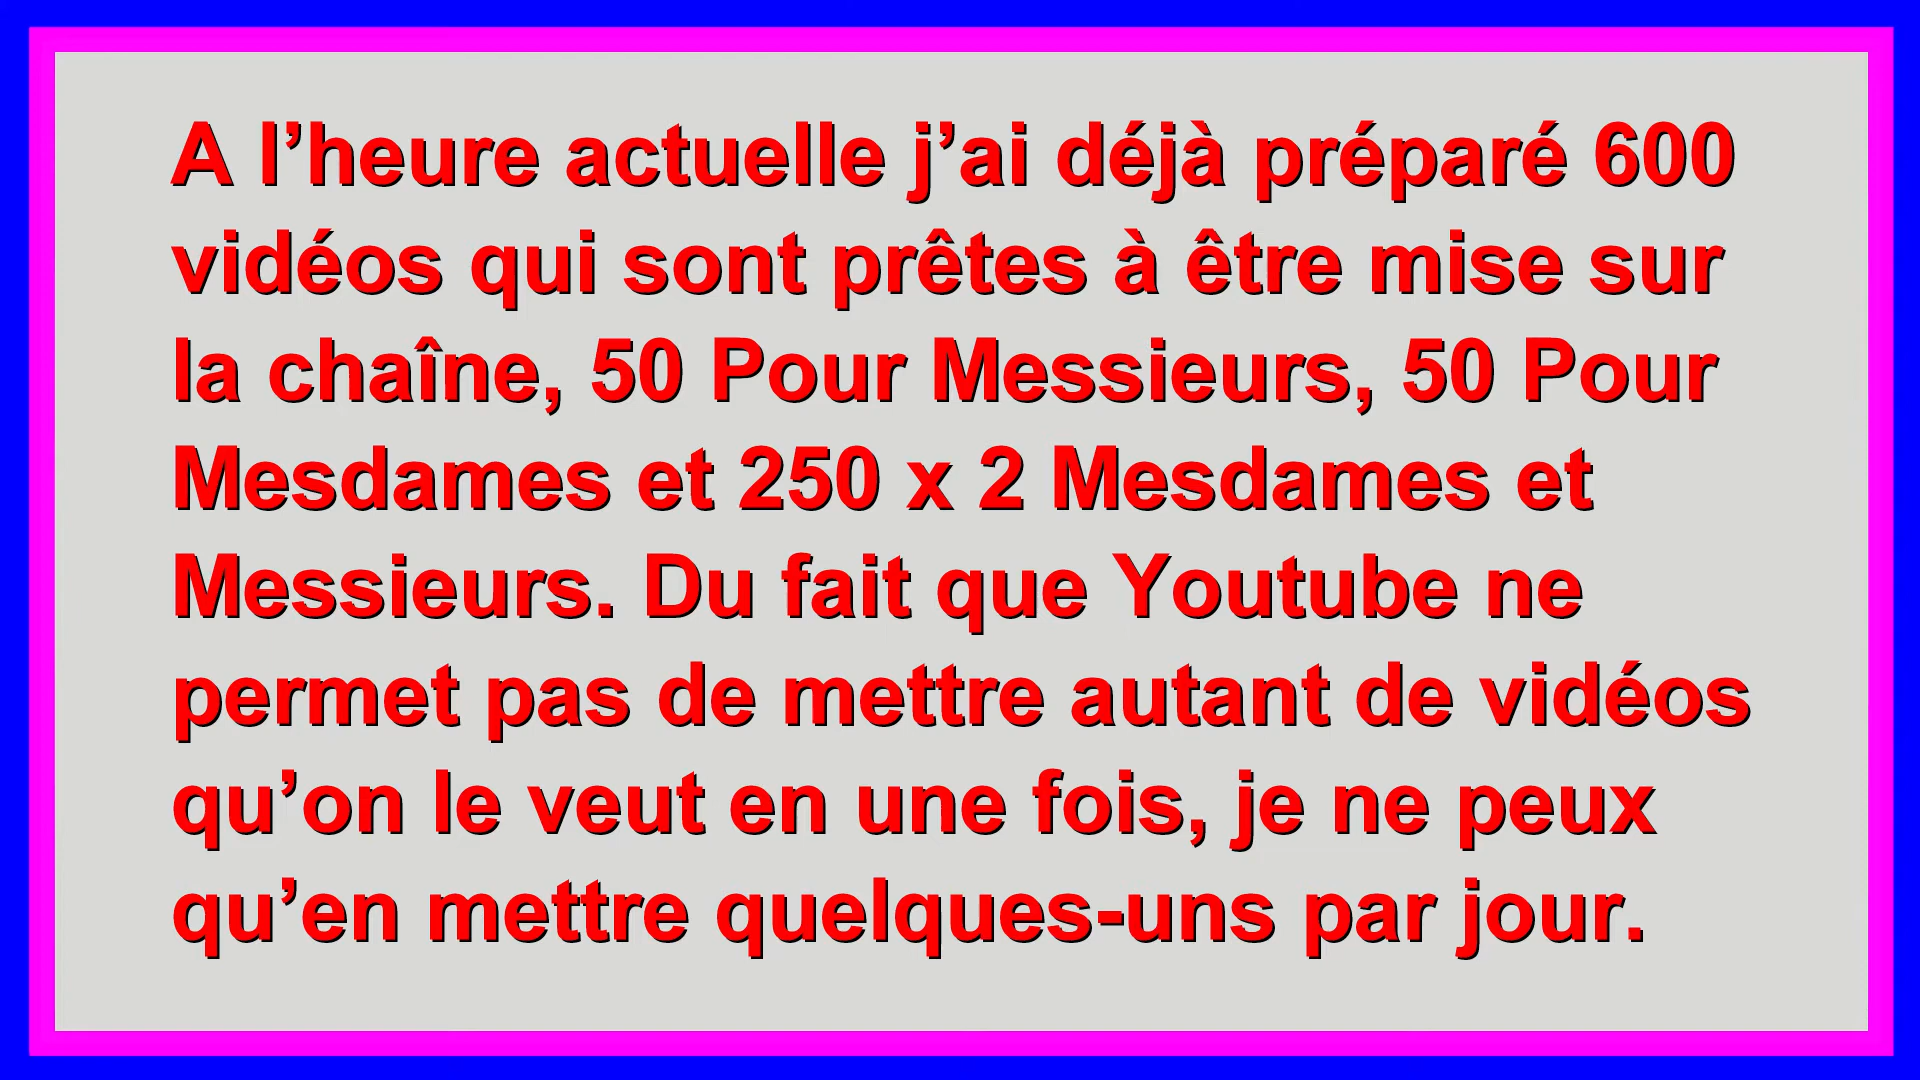 A l’heure actuelle j’ai déjà préparé 600
vidéos qui sont prêtes à être mise sur
la chaîne, 50 Pour Messieurs, 50 Pour
Mesdames et 250 x 2 Mesdames et
Messieurs. Du fait que Youtube ne
permet pas de mettre autant de vidéos
qu’on le veut en une fois, je ne peux
qu’en mettre quelques-uns par jour.